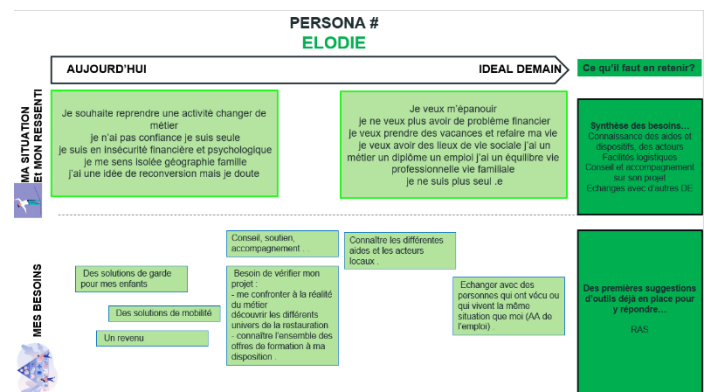 PERSONA #
ELODIE
AUJOURD'HUI
IDEAL DEMAIN
Ce qu'il faut en retenir?
MA SITUATION
Et MON RESSENTI
Je souhaite reprendre une activité changer de
métier
je n'ai pas confiance je suis seule
je suis en insécurité financière et psychologique
je me sens isolée géographie famille
j'ai une idée de reconversion mais je doute
Je veux m'épanouir
je ne veux plus avoir de problème financier
je veux prendre des vacances et refaire ma vie
je veux avoir des lieux de vie social j'ai un
métier un diplôme un emploi j'ai un équilibre vie
professionnelle vie familiale
je ne suis plus seul .e
Synthèse des besoins…
Connaissance des aides et
dispositifs, des acteurs
Facilités logistiques
Conseil et accompagnement
sur son projet
Echanges avec d'autres DE
MES BESOINS
Des solutions de garde
pour mes enfants
Des solutions de mobilité
Un revenu
Conseil, soutien,
accompagnement . .
Besoin de vérifier mon
projet :
- me confronter à la réalité
du métier
découvrir les différents
univers de la restauration
- connaître l'ensemble des
offres de formation à ma
disposition .
Connaître les différentes
aides et les acteurs
locaux .
Echanger avec des
personnes qui ont vécu ou
qui vivent la même
situation que moi (AA de
l'emploi) .
Des premières suggestions
d'outils déjà en place pour
y répondre…
RAS